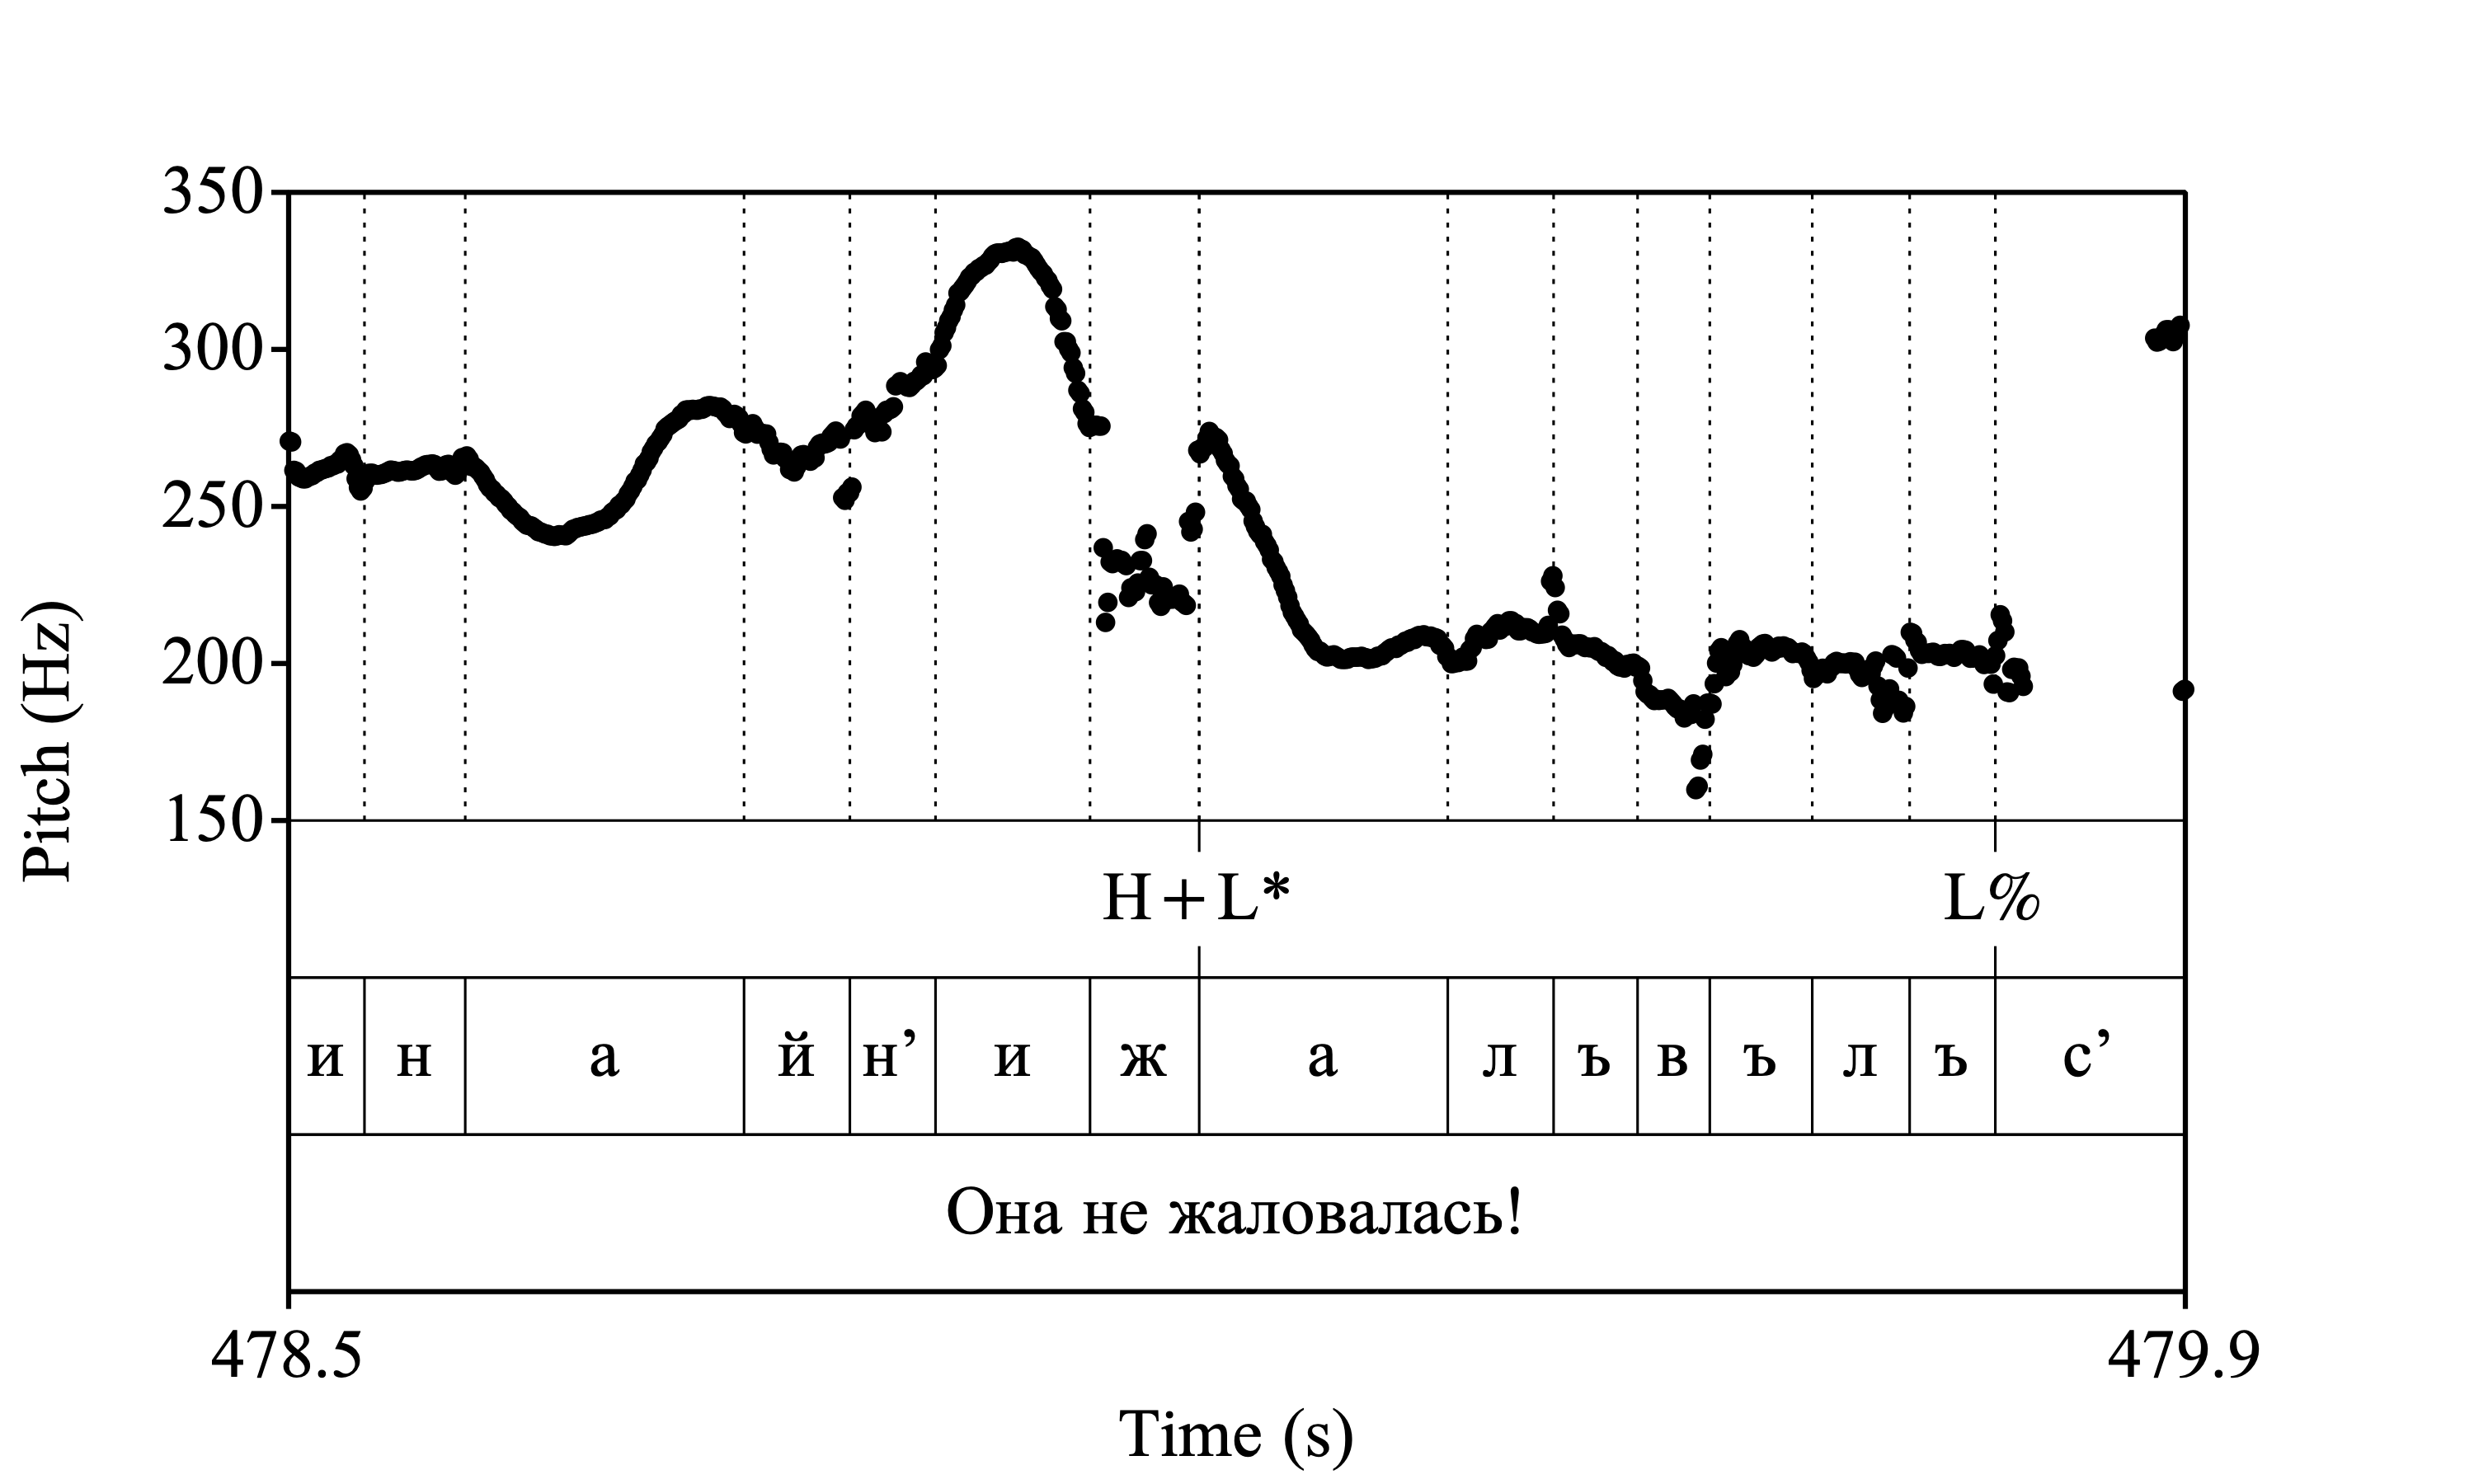 350
300
250
200
150
Pitch (Hz)
H+L* L%
и н а й н’ и ж а л ъ в ъ л ъ с’
Она не жаловалась!
478.5 479.9
Time (s)